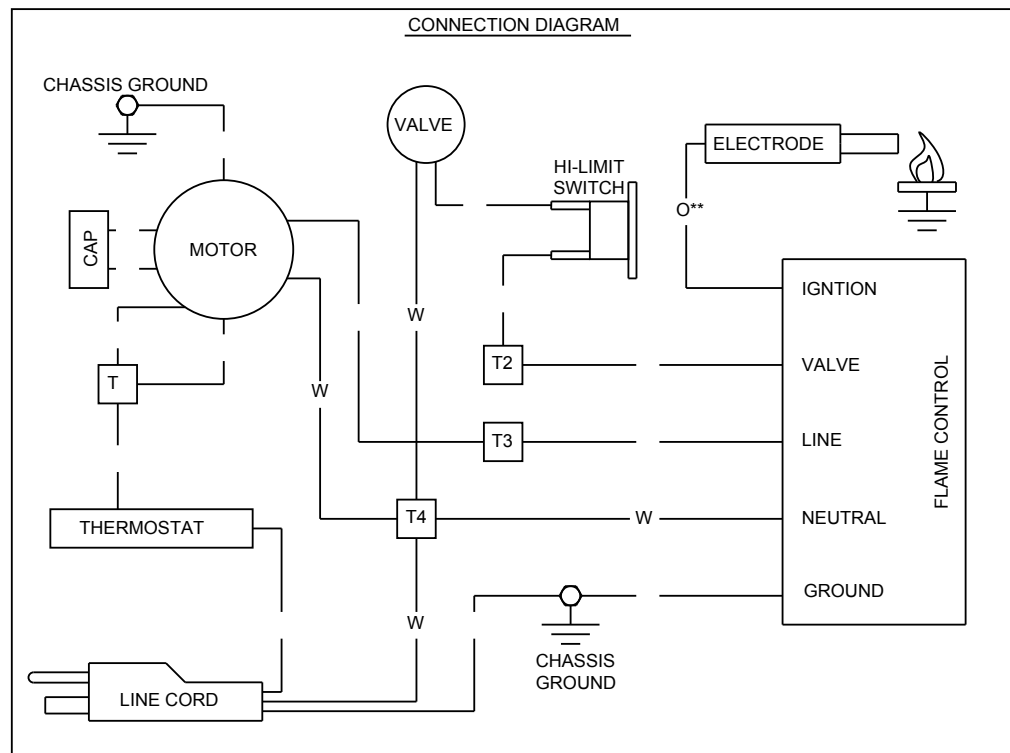 CONNECTION DIAGRAM
CHASSIS GROUND
VALVE
ELECTRODE
HI-LIMIT
SWITCH
O**
CAP
MOTOR
IGNTION
W
T2
VALVE
T
W
FLAME CONTROL
T3
LINE
THERMOSTAT
T4
W
NEUTRAL
GROUND
W
CHASSIS
GROUND
LINE CORD